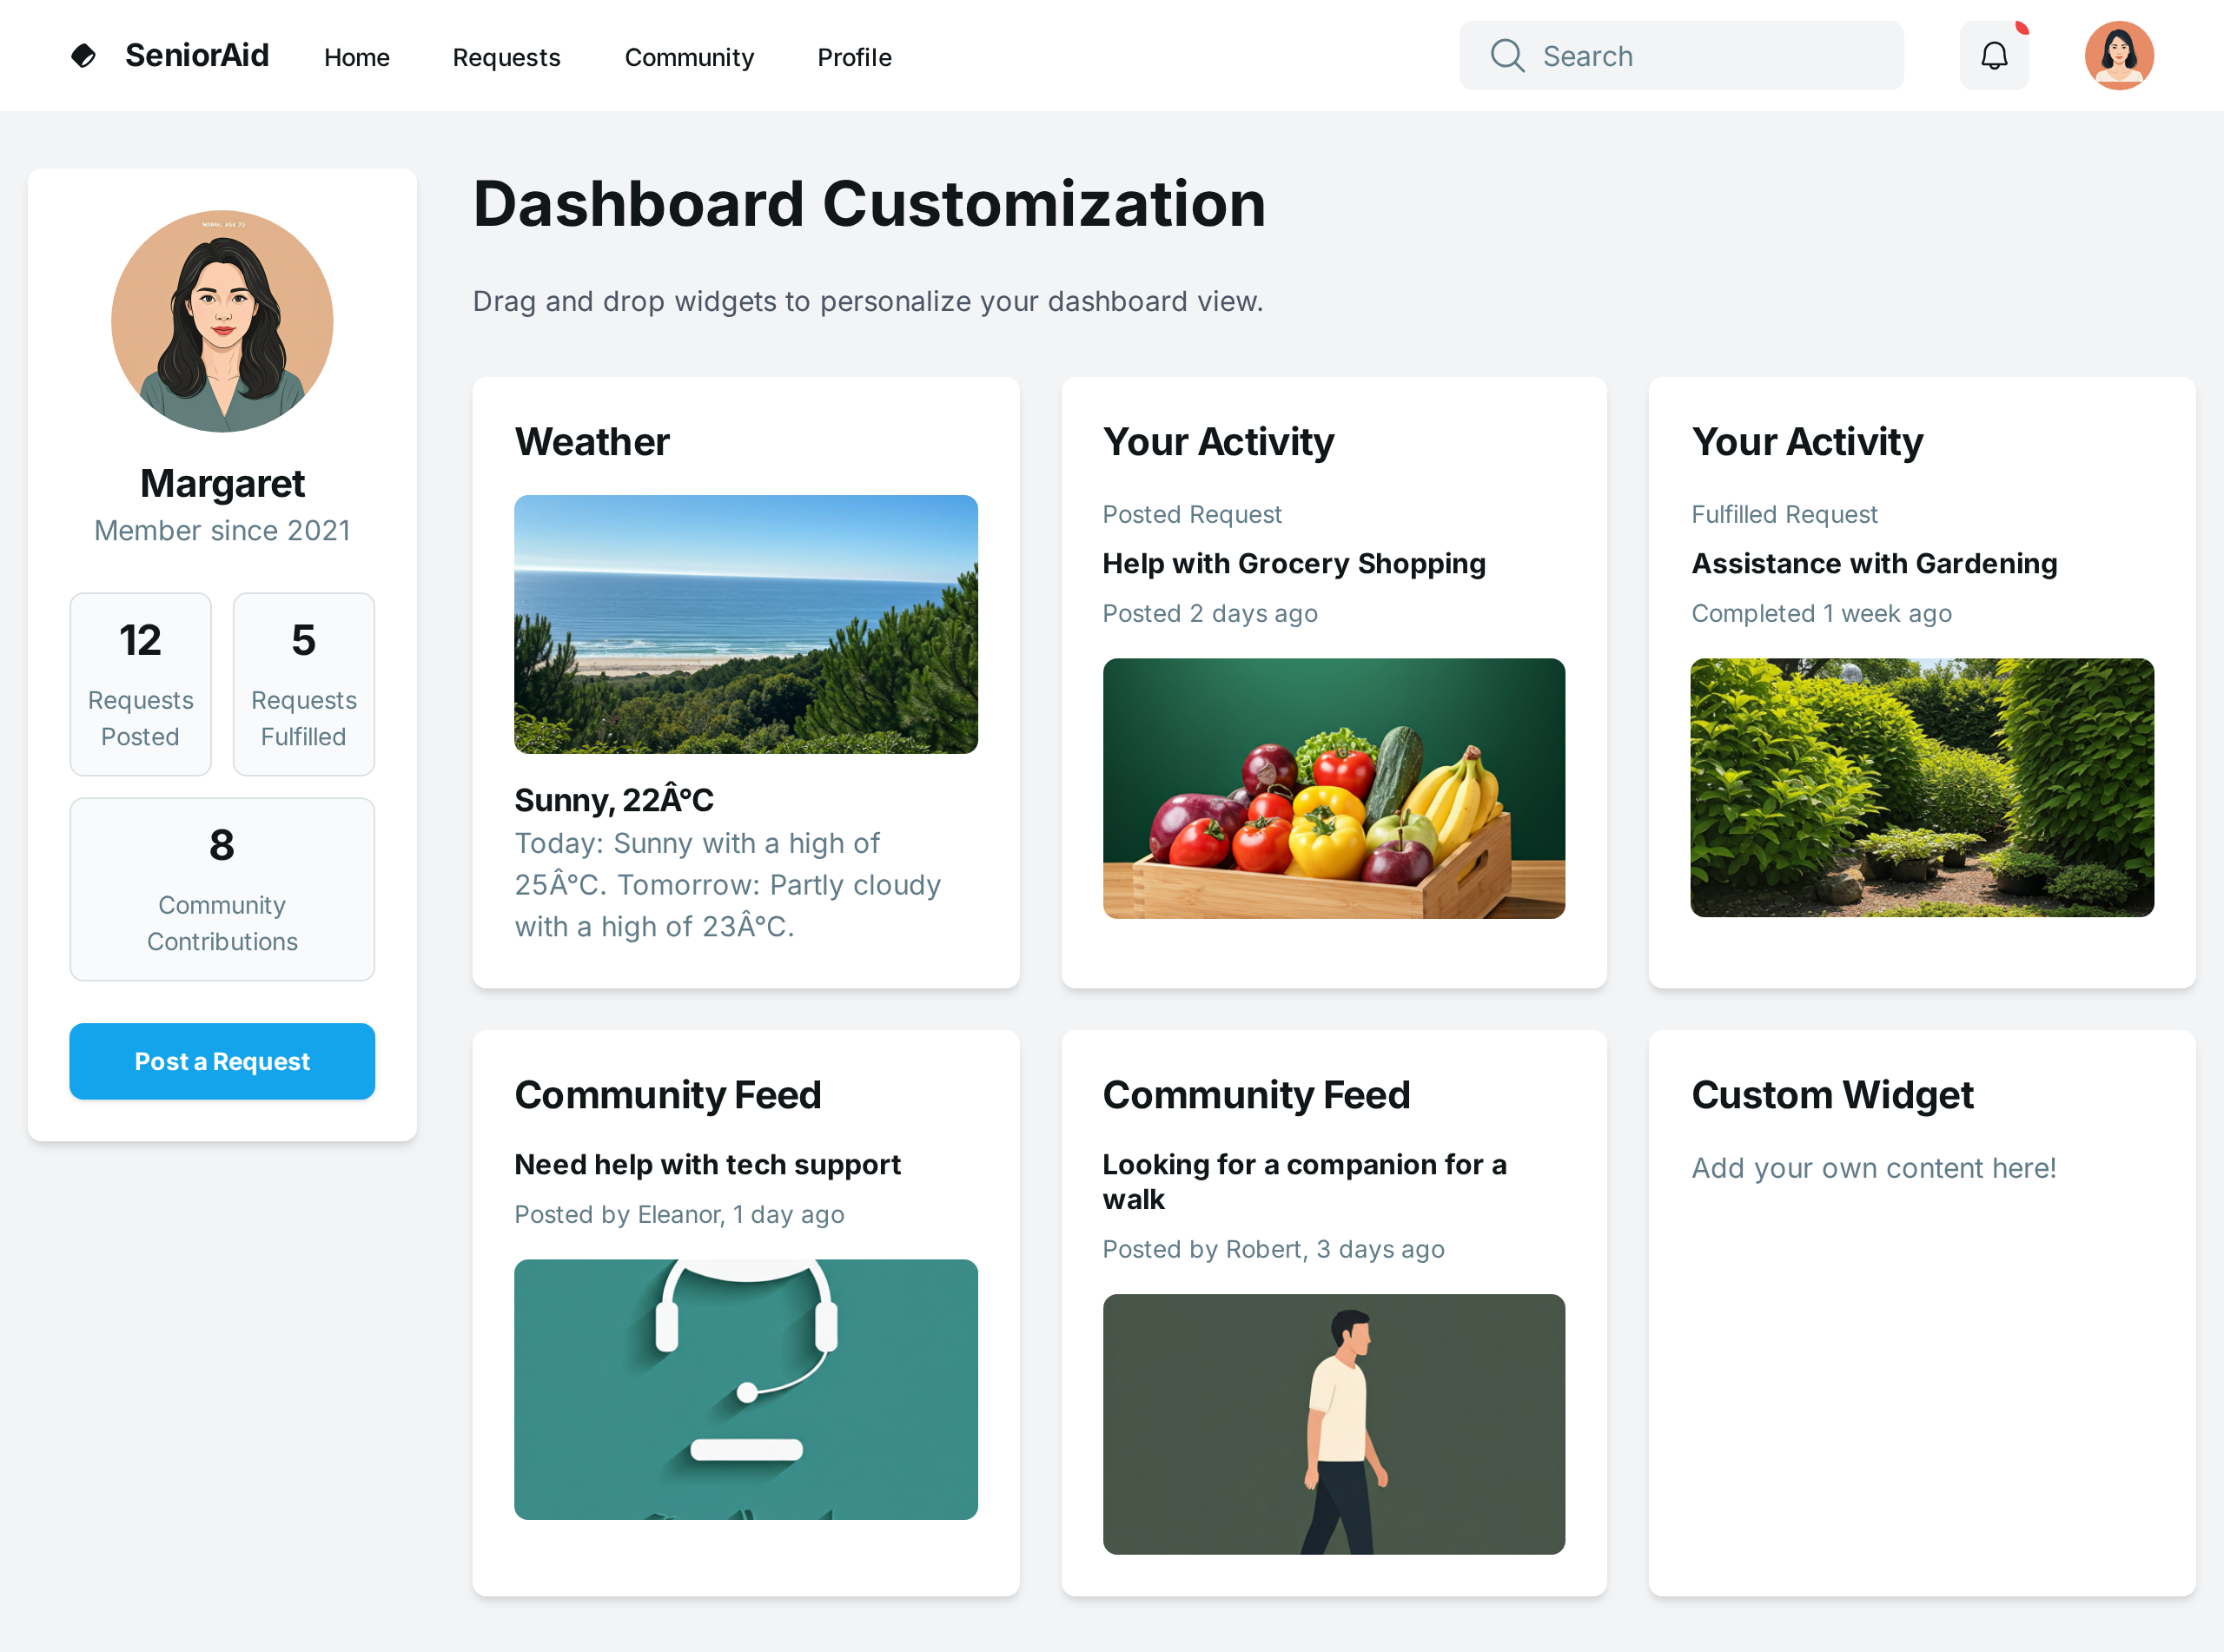 SeniorAid
Home
Requests
Community
Profile
Search
Margaret
Member since 2021
12
Requests
Posted
5
Requests
Fulfilled
8
Community
Contributions
Post a Request
Dashboard Customization
Drag and drop widgets to personalize your dashboard view.
Weather
Sunny, 22Â°C
Today: Sunny with a high of
25Â°C. Tomorrow: Partly cloudy
with a high of 23Â°C.
Your Activity
Posted Request
Help with Grocery Shopping
Posted 2 days ago
Your Activity
Fulfilled Request
Assistance with Gardening
Completed 1 week ago
Community Feed
Need help with tech support
Posted by Eleanor, 1 day ago
Community Feed
Looking for a companion for a
walk
Posted by Robert, 3 days ago
Custom Widget
Add your own content here!